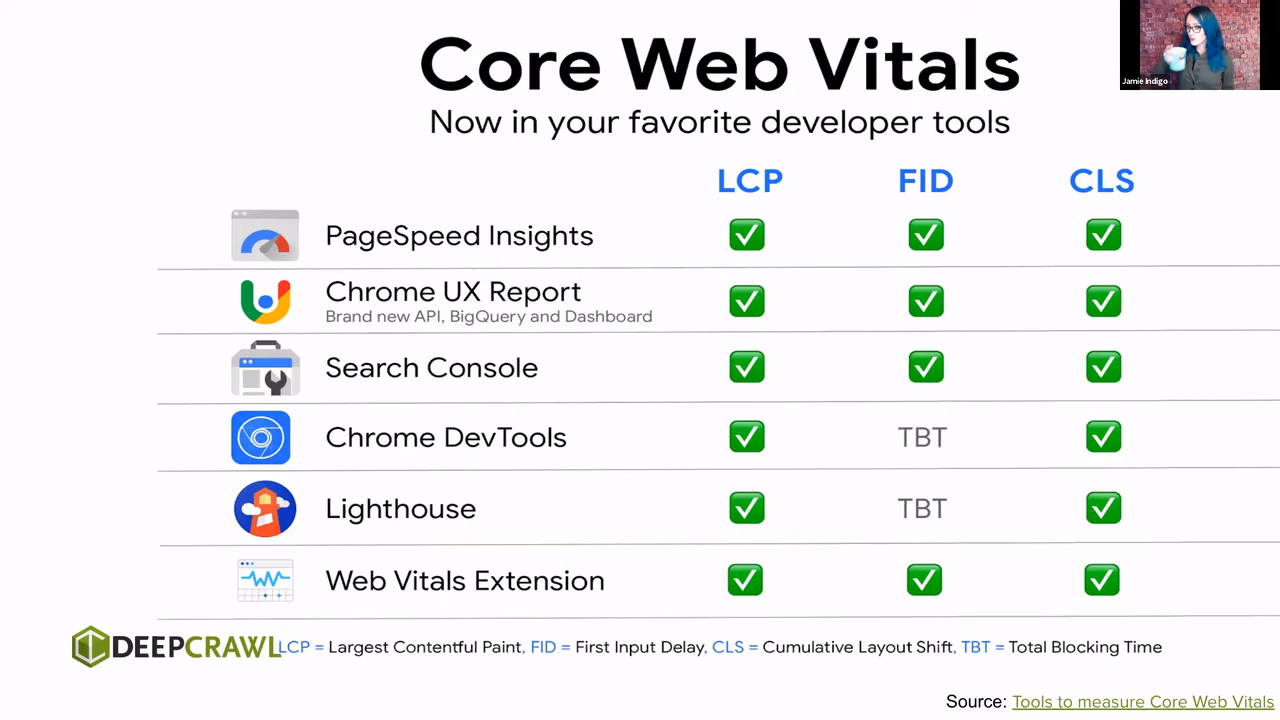 Core Web Vitals
Jamie Indigo
Now in your favorite developer tools
LCP FID CLS
PageSpeed Insights
Chrome UX Report
Brand new API, BigQuery and Dashboard
Search Console
Chrome DevTools TBT
Lighthouse TBT
Web Vitals Extension
DEEPCRAWL
LCP = Largest Contentful Paint, FID = First Input Delay, CLS = Cumulative Layout Shift, TBT = Total Blocking Time
Source: Tools to measure Core Web Vitals